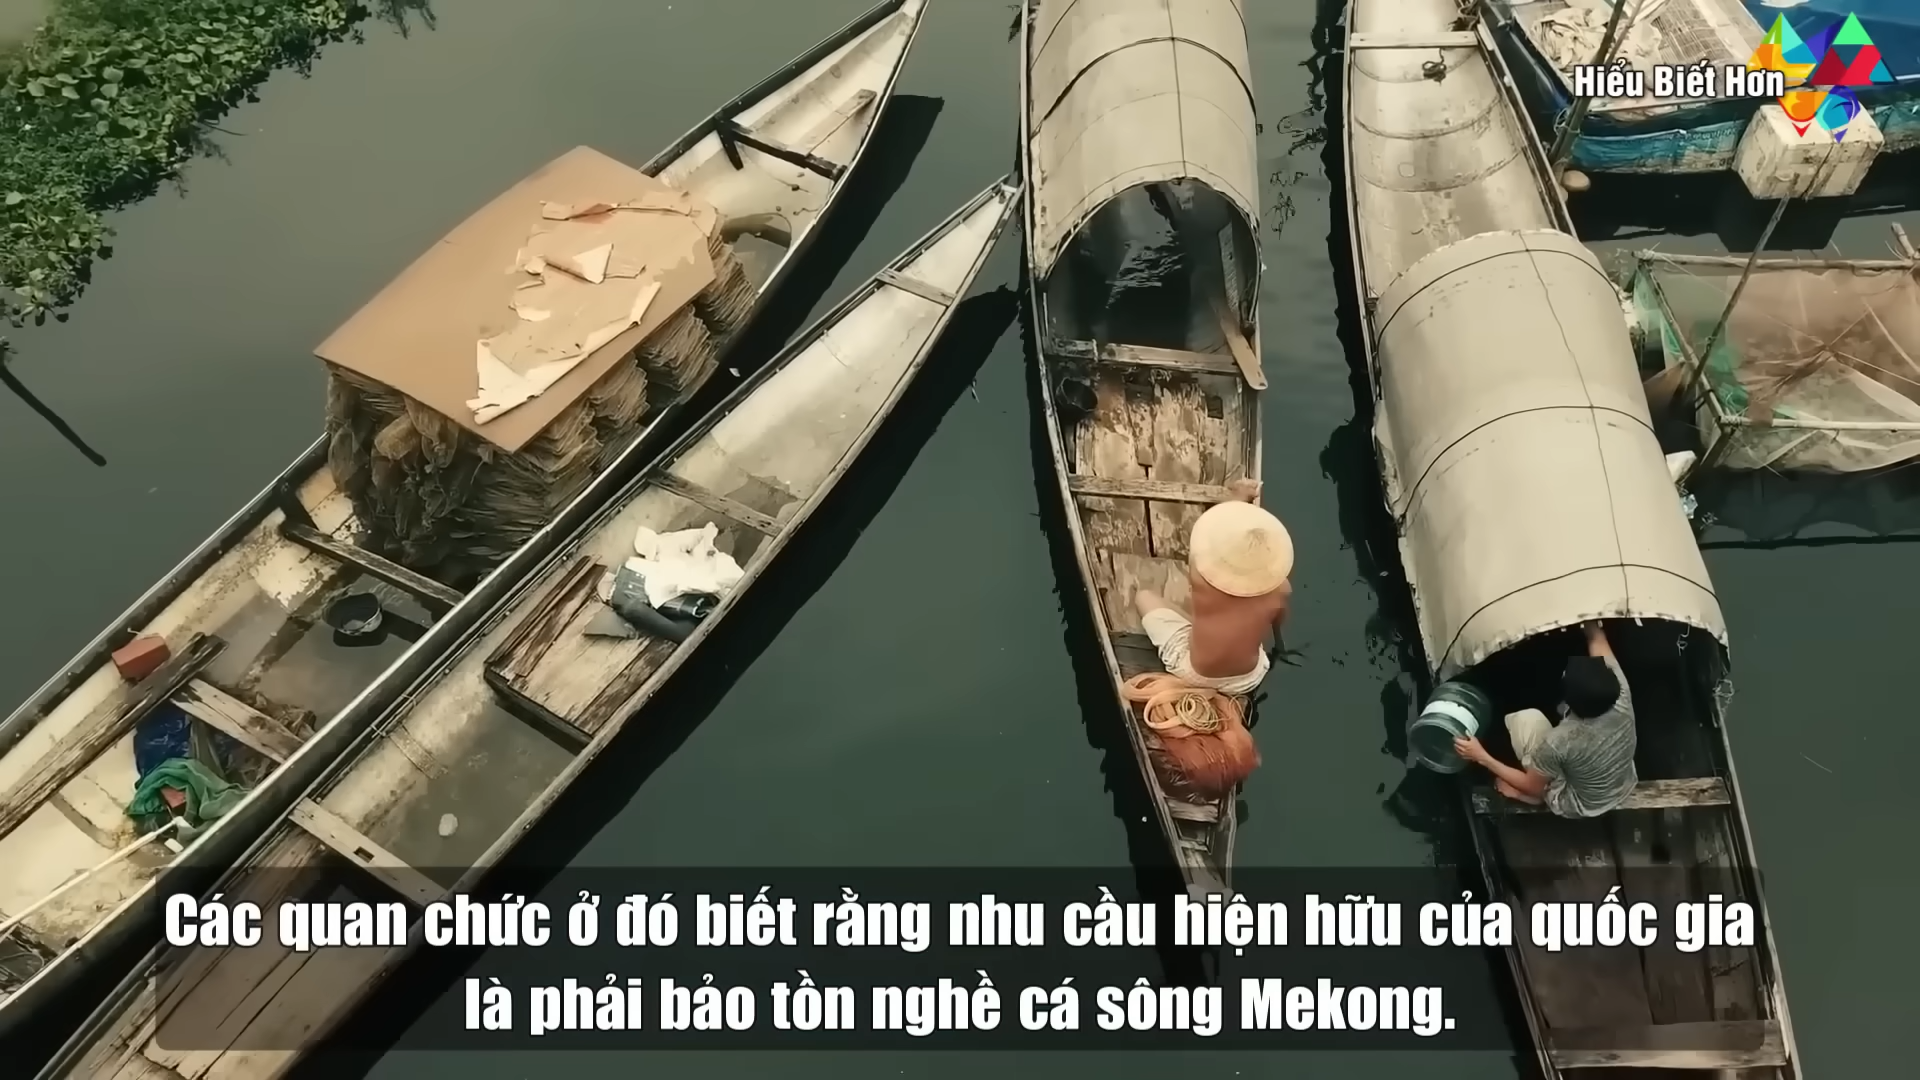 Hiểu Biết Hơn
Các quan chức ở đó biết rằng nhu cầu hiện hữu của quốc gia
là phải bảo tồn nghề cá sông Mekong.